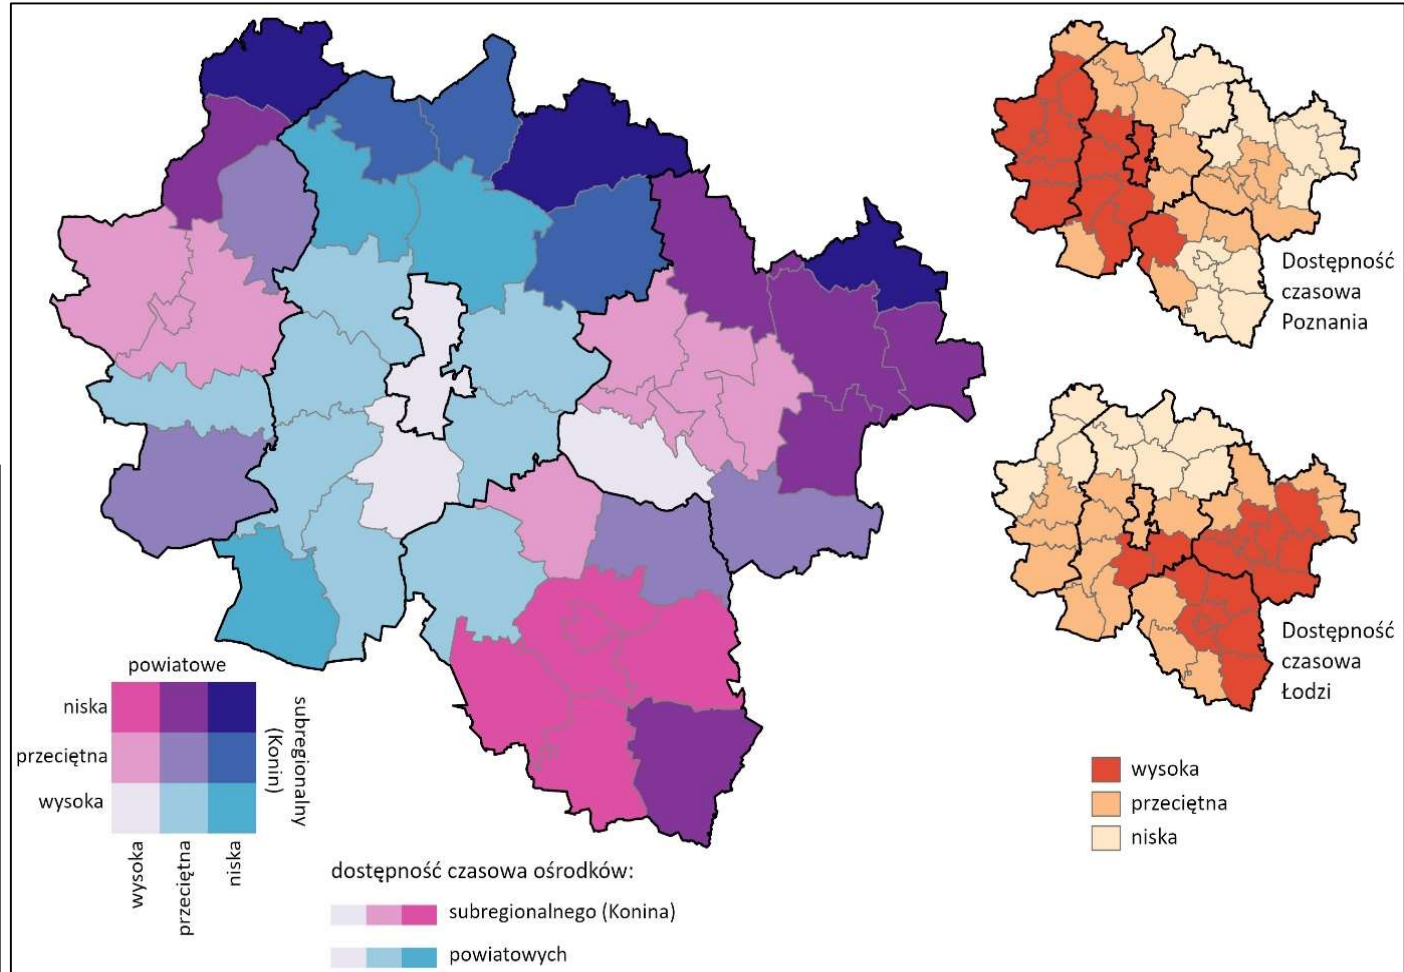 Dostępność
czasowa
Poznania
Dostępność
czasowa
Łodzi
powiatowe
niska
przeciętna
wysoka
subregionalny
(Konin)
wysoka
przeciętna
niska
dostępność czasowa ośrodków:
subregionalnego (Konina)
powiatowych
wysoka
przeciętna
niska